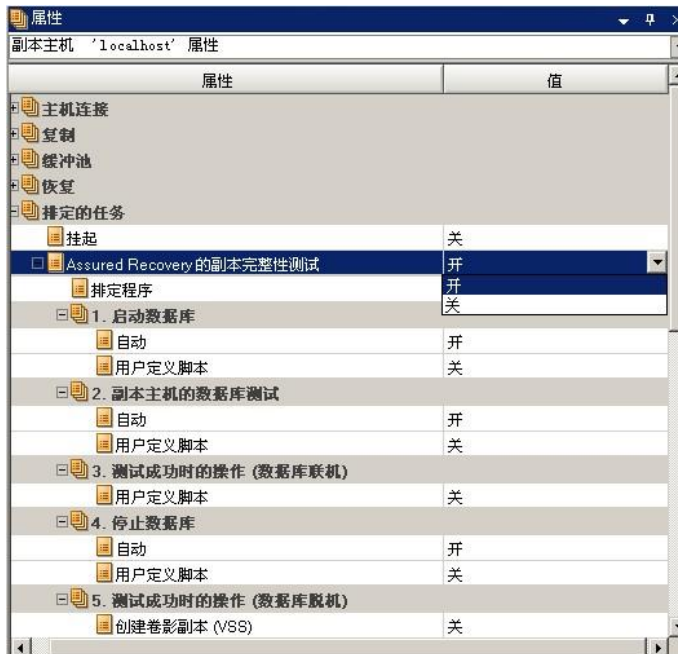 属性
副本主机 'localhost' 属性
属性 值
主机连接
复制
缓冲池
恢复
排定的任务
挂起 关
Assured Recovery 的副本完整性测试 开
排定程序 开
关
1. 启动数据库
自动 开
用户定义脚本 关
2. 副本主机的数据库测试
自动 开
用户定义脚本 关
3. 测试成功时的操作 (数据库联机)
用户定义脚本 关
4. 停止数据库
自动 开
用户定义脚本 关
5. 测试成功时的操作 (数据库脱机)
创建卷影副本 (VSS) 关